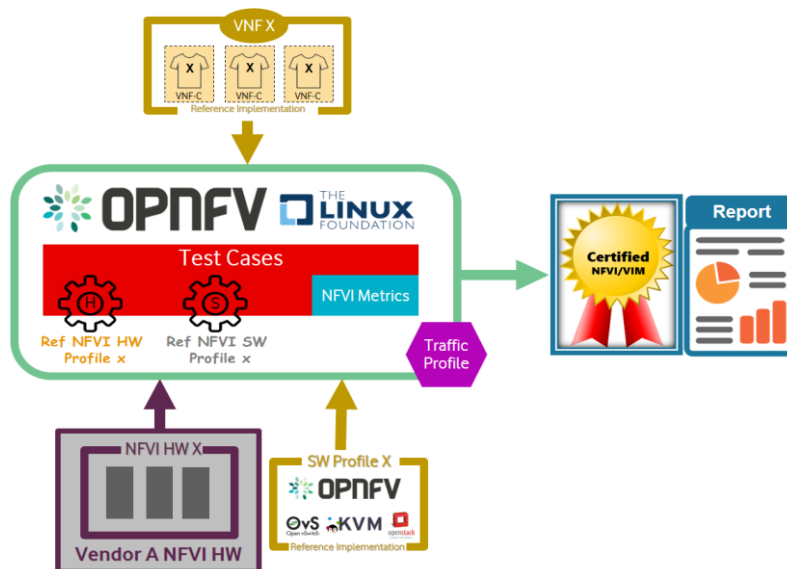 VNF X
X X X
VNF-C VNF-C VNF-C
Reference Implementation
OPNFV
THE
LINUX
FOUNDATION
Test Cases
H
S
NFVI Metrics
Ref NFVI HW
Profile x
Ref NFVI SW
Profile x
Traffic
Profile
Certified
NFVI/VIM
Report
NFVI HW X
Vendor A NFVI HW
SW Profile X
OPNFV
OvS
Open vSwitch
KVM
openstack
Reference Implementation